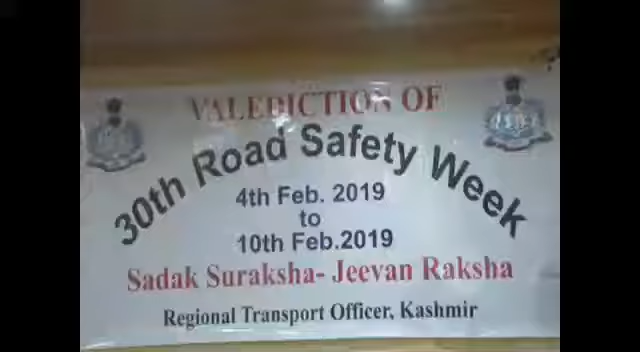 VALEDICTION OF
30th Road Safety Week
4th Feb. 2019
to
10th Feb.2019
Sadak Suraksha- Jeevan Raksha
Regional Transport Officer, Kashmir